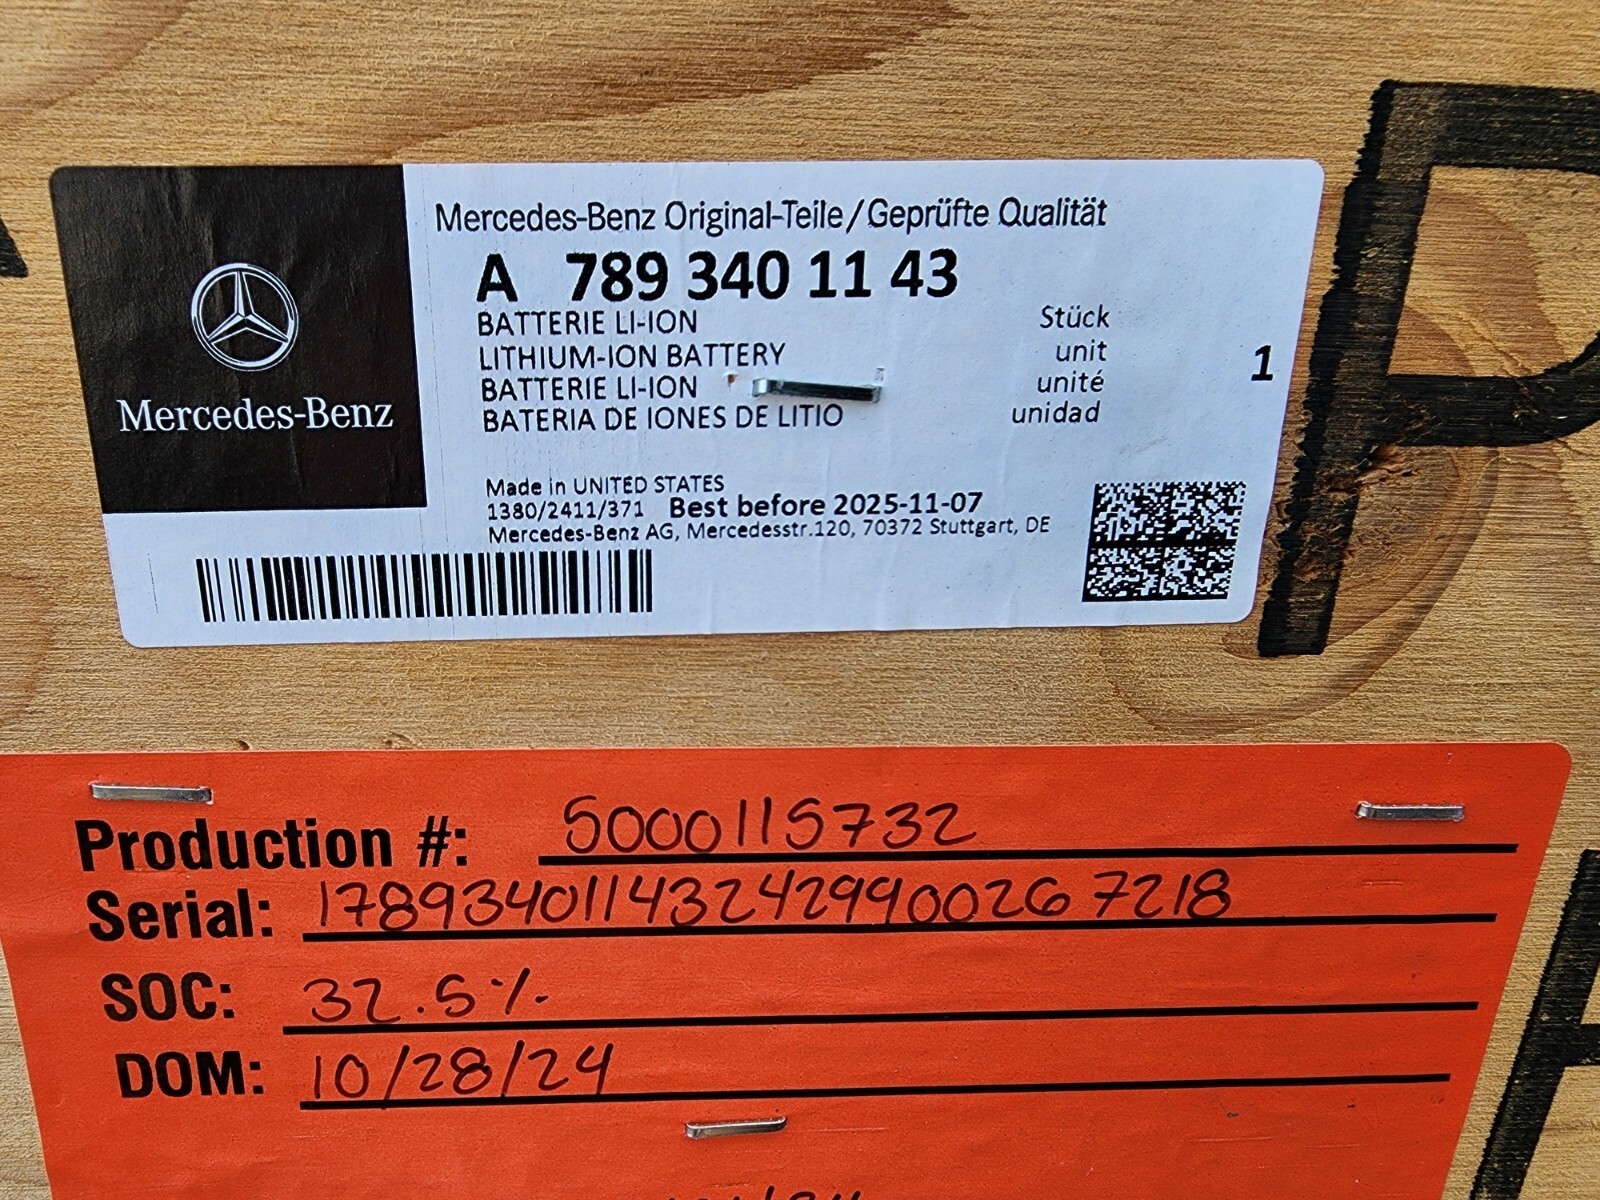 Mercedes-Benz
Mercedes-Benz Original-Teile/Geprüfte Qualität
A 789 340 11 43
BATTERIE LI-ION Stück
LITHIUM-ION BATTERY unit
BATTERIE LI-ION unité
BATERIA DE IONES DE LITIO unidad
1
Made in UNITED STATES
1380/2411/371 Best before 2025-11-07
Mercedes-Benz AG, Mercedesstr.120, 70372 Stuttgart, DE
P
Production #: 5000115732
Serial: 178934011432429900267218
SOC: 32.5%
DOM: 10/28/24